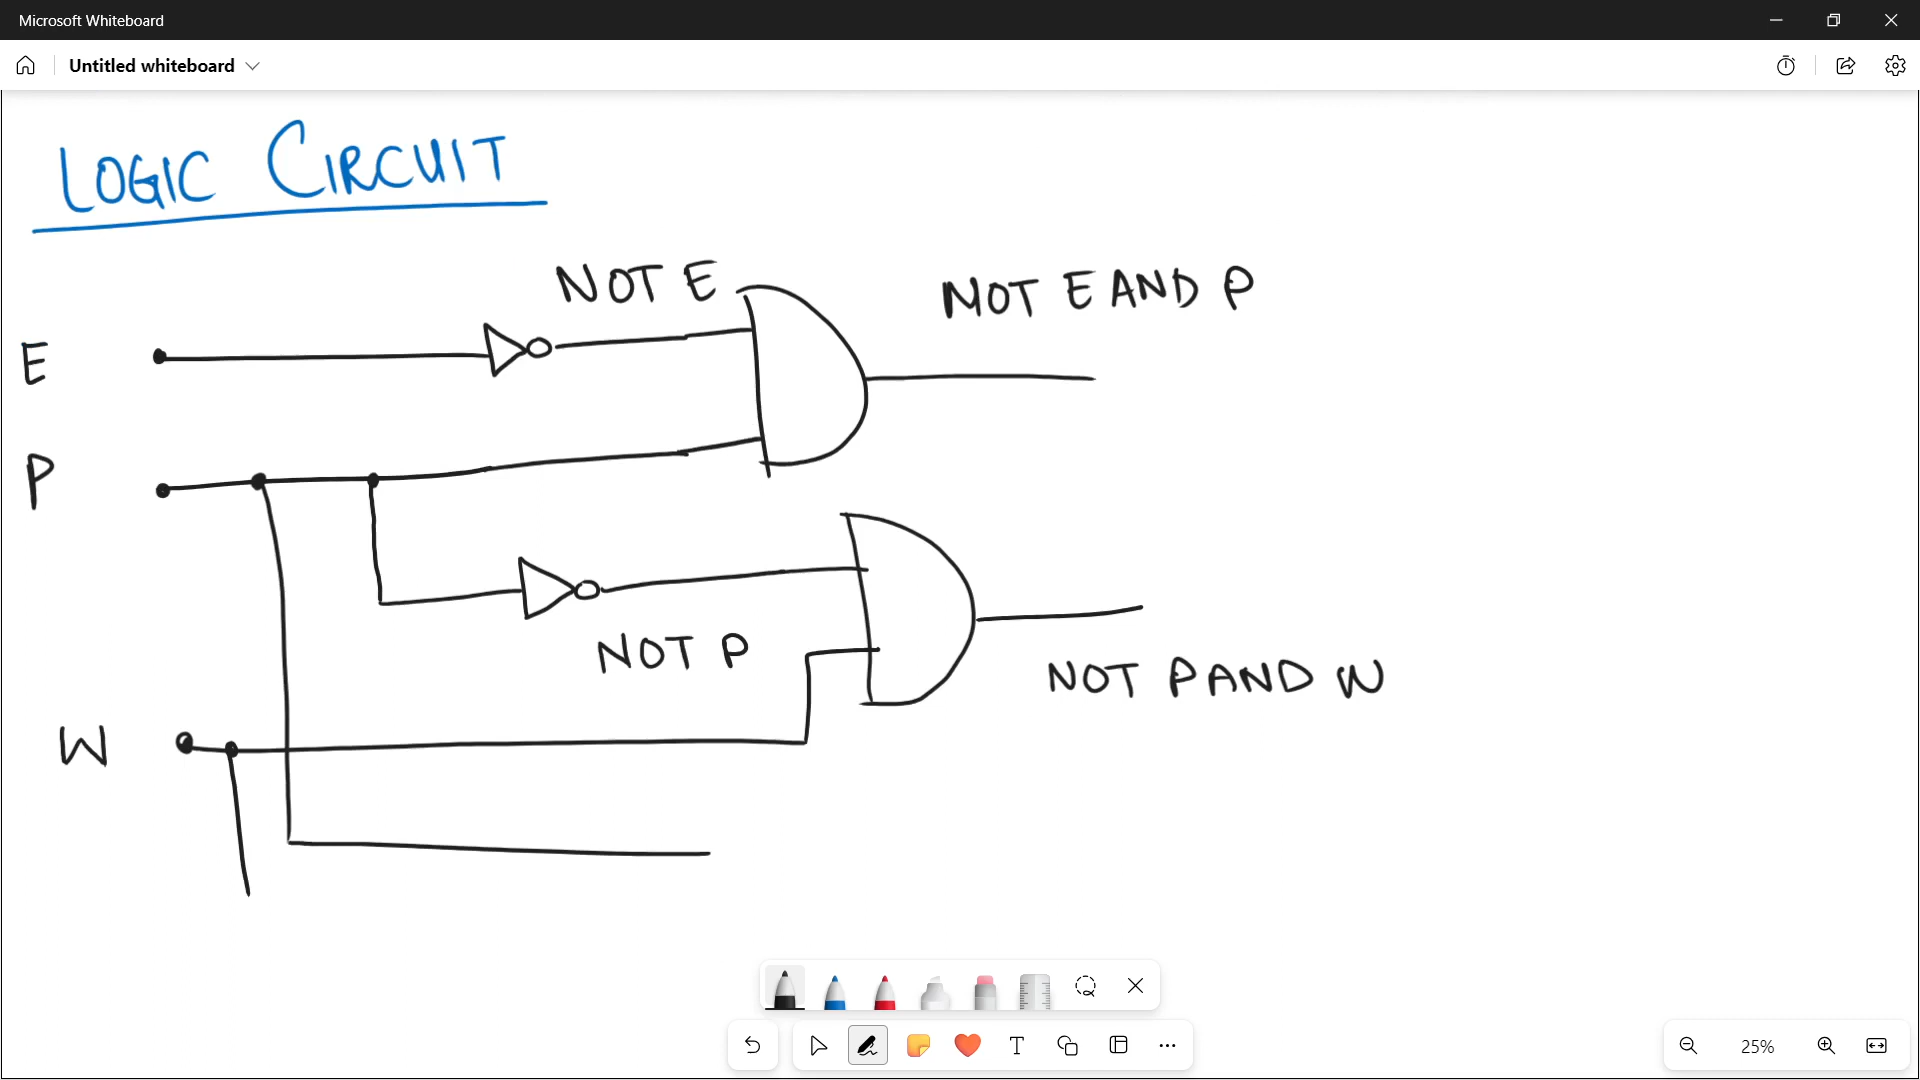 Microsoft Whiteboard
Untitled whiteboard
LOGIC CIRCUIT
NOT E
NOT E AND P
E
P
NOT P
NOT P AND W
W
25%